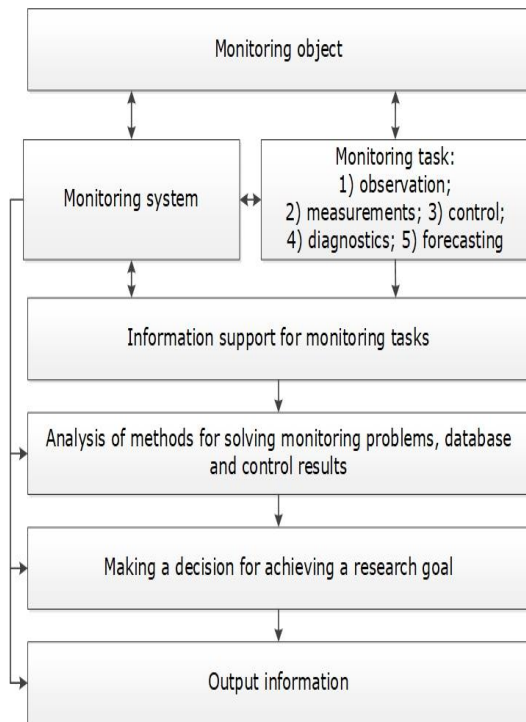 Monitoring object
Monitoring system
Monitoring task:
1) observation;
2) measurements; 3) control;
4) diagnostics; 5) forecasting
Information support for monitoring tasks
Analysis of methods for solving monitoring problems, database
and control results
Making a decision for achieving a research goal
Output information